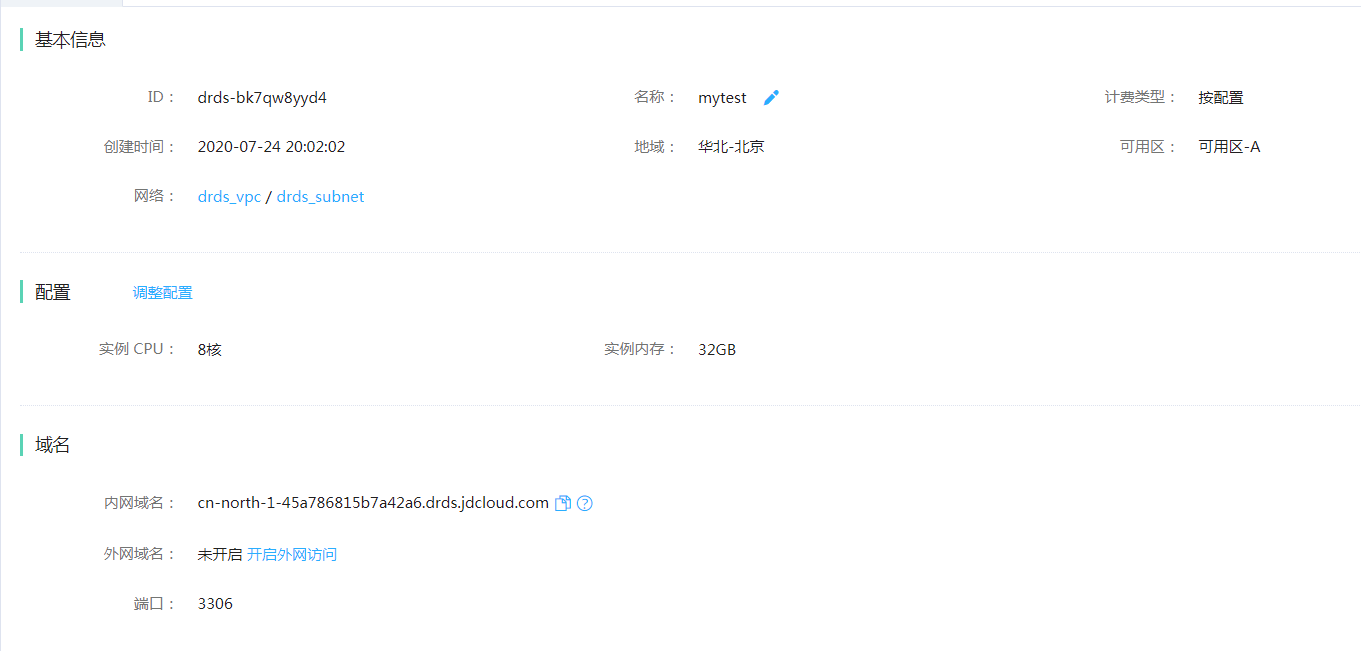 基本信息
ID： drds-bk7qw8yyd4 名称： mytest 计费类型： 按配置
创建时间： 2020-07-24 20:02:02 地域： 华北-北京 可用区： 可用区-A
网络： drds_vpc / drds_subnet
配置 调整配置
实例 CPU： 8核 实例内存： 32GB
域名
内网域名： cn-north-1-45a786815b7a42a6.drds.jdcloud.com
外网域名： 未开启 开启外网访问
端口： 3306